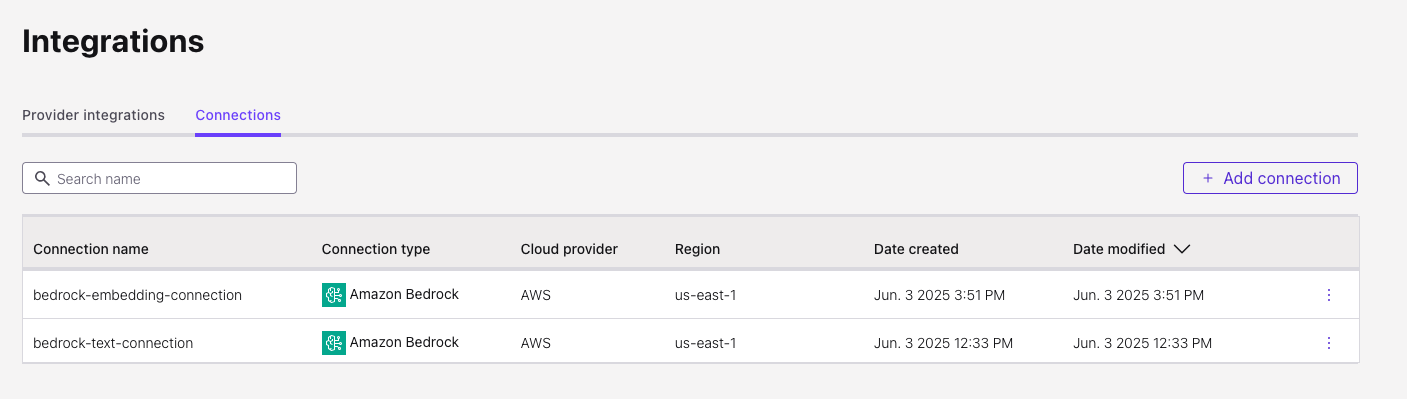 Integrations
Provider integrations Connections
Search name
+ Add connection
Connection name Connection type Cloud provider Region Date created Date modified
bedrock-embedding-connection Amazon Bedrock AWS us-east-1 Jun. 3 2025 3:51 PM Jun. 3 2025 3:51 PM
bedrock-text-connection Amazon Bedrock AWS us-east-1 Jun. 3 2025 12:33 PM Jun. 3 2025 12:33 PM